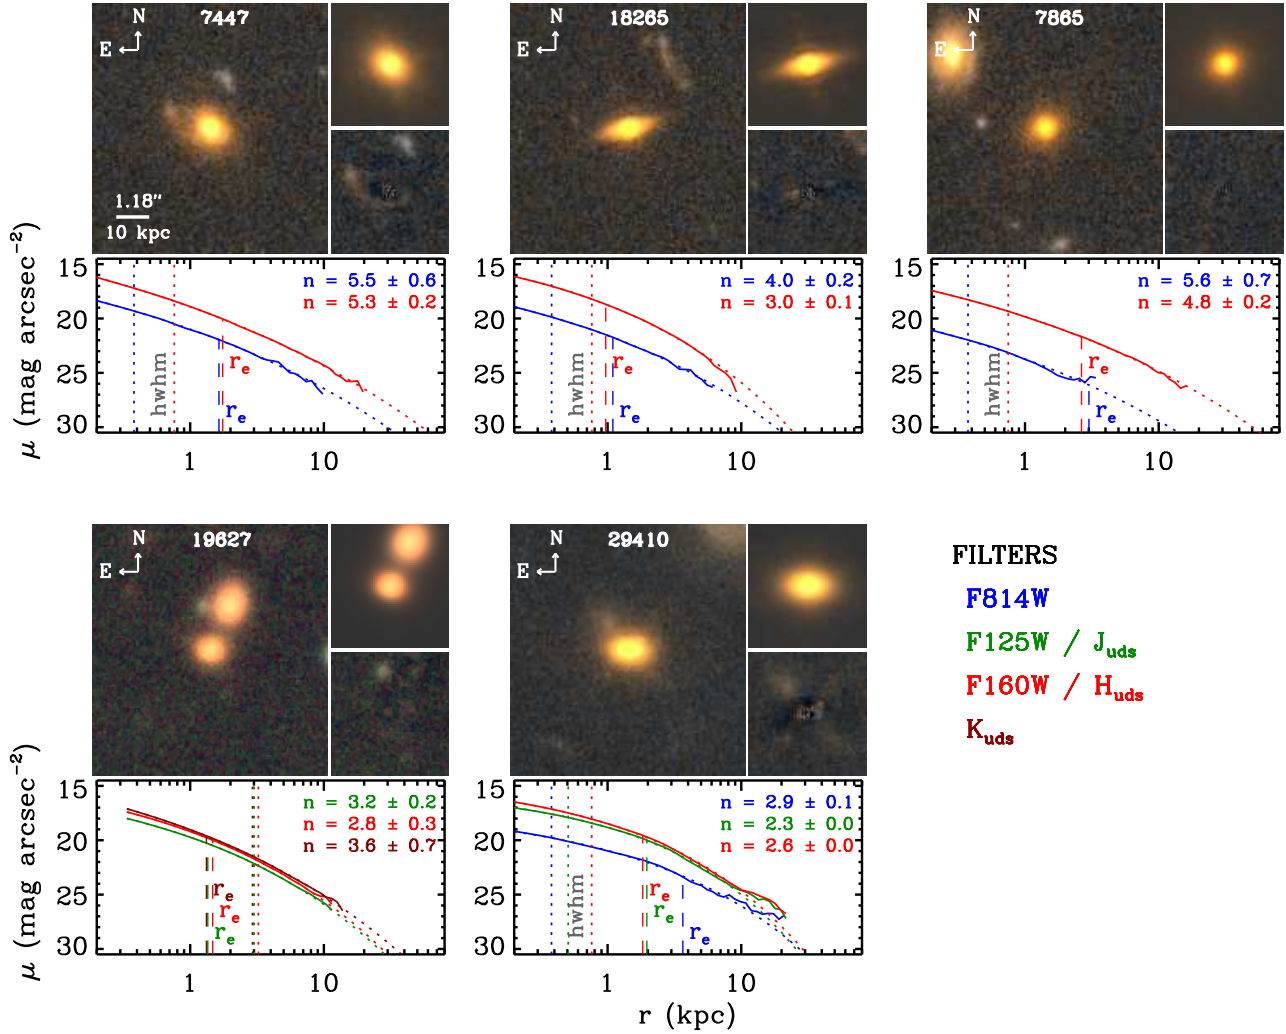 7447
N
E
1.18"
10 kpc
18265
N
E
7865
N
E
μ (mag arcsec⁻²)
15
20
25
30
n = 5.5 ± 0.6
n = 5.3 ± 0.2
hwhm
rₑ
rₑ
1
10
15
20
25
30
n = 4.0 ± 0.2
n = 3.0 ± 0.1
hwhm
rₑ
rₑ
1
10
15
20
25
30
n = 5.6 ± 0.7
n = 4.8 ± 0.2
hwhm
rₑ
rₑ
1
10
19627
N
E
29410
N
E
FILTERS
F814W
F125W / Juds
F160W / Huds
Kuds
μ (mag arcsec⁻²)
15
20
25
30
n = 3.2 ± 0.2
n = 2.8 ± 0.3
n = 3.6 ± 0.7
rₑ
rₑ
rₑ
1
10
15
20
25
30
n = 2.9 ± 0.1
n = 2.3 ± 0.0
n = 2.6 ± 0.0
hwhm
rₑ
rₑ
rₑ
1
10
r (kpc)